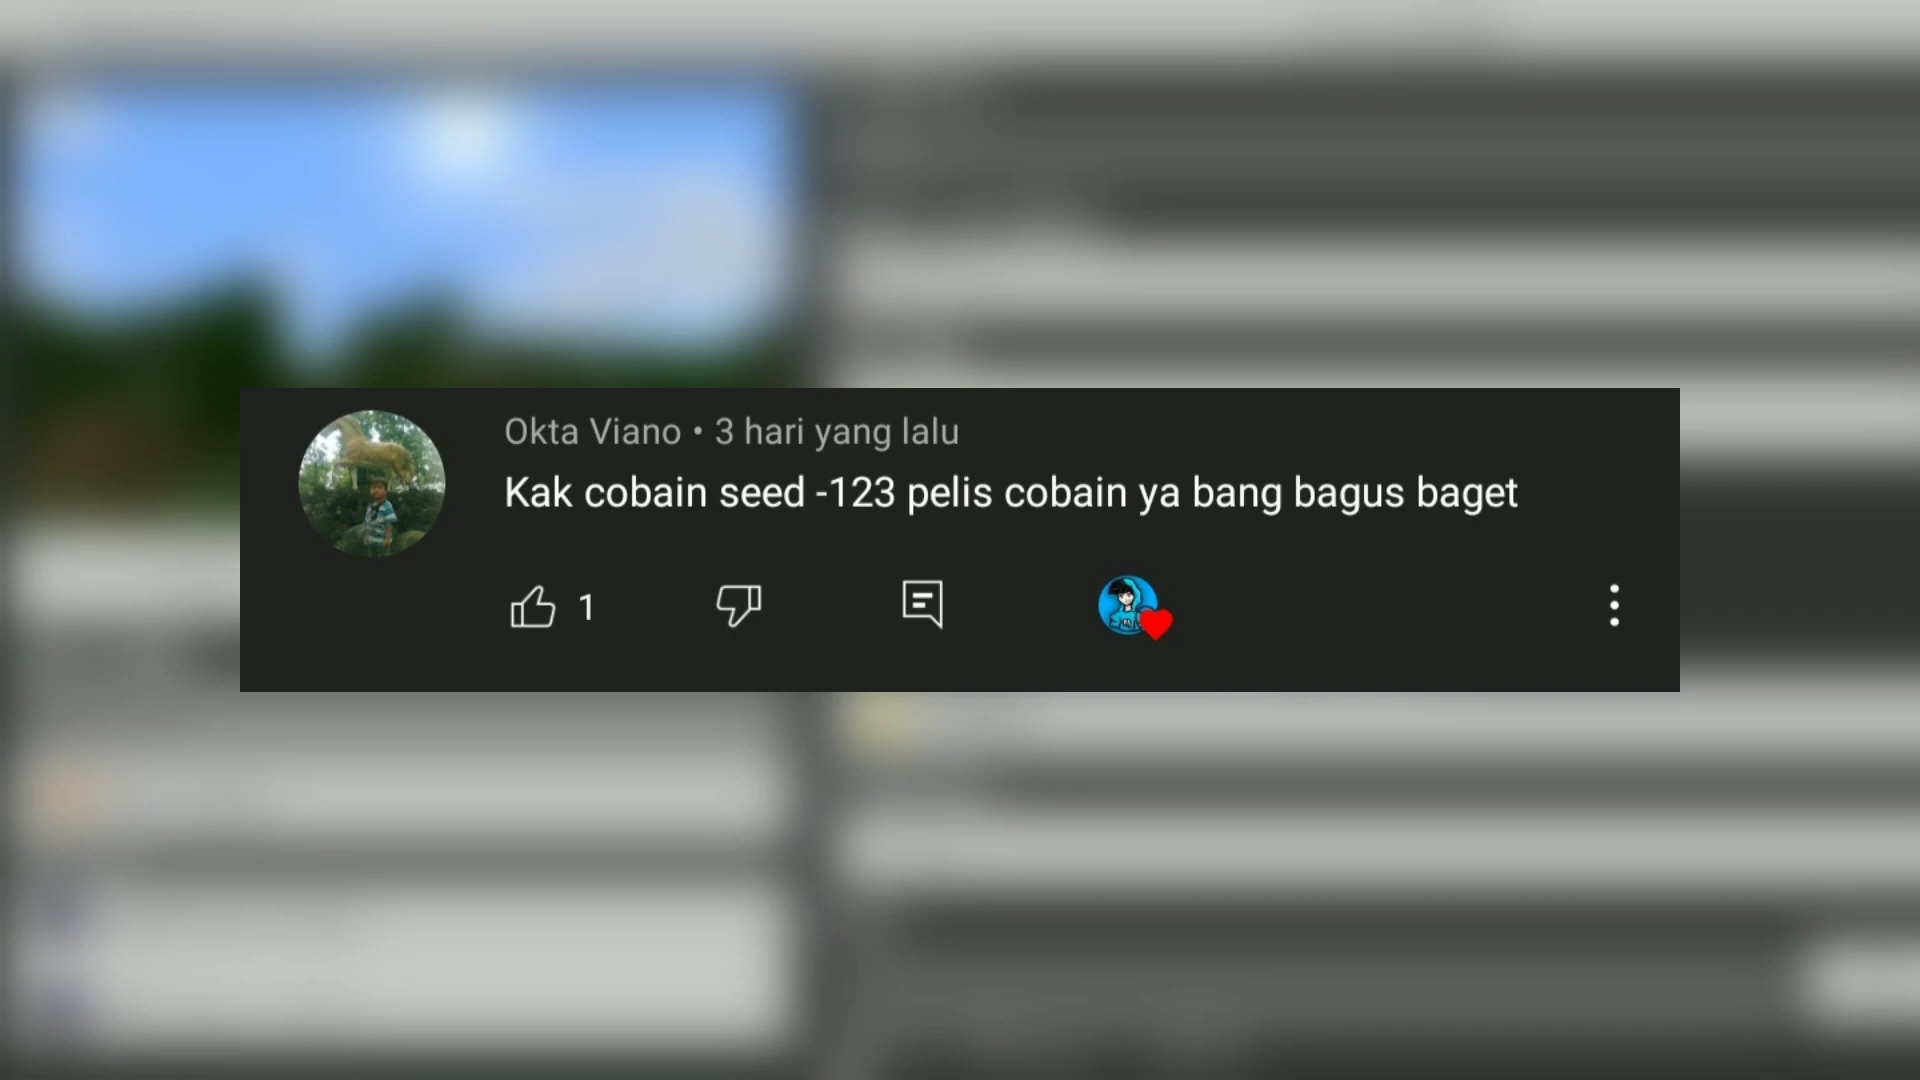 Okta Viano • 3 hari yang lalu
Kak cobain seed -123 pelis cobain ya bang bagus baget
1